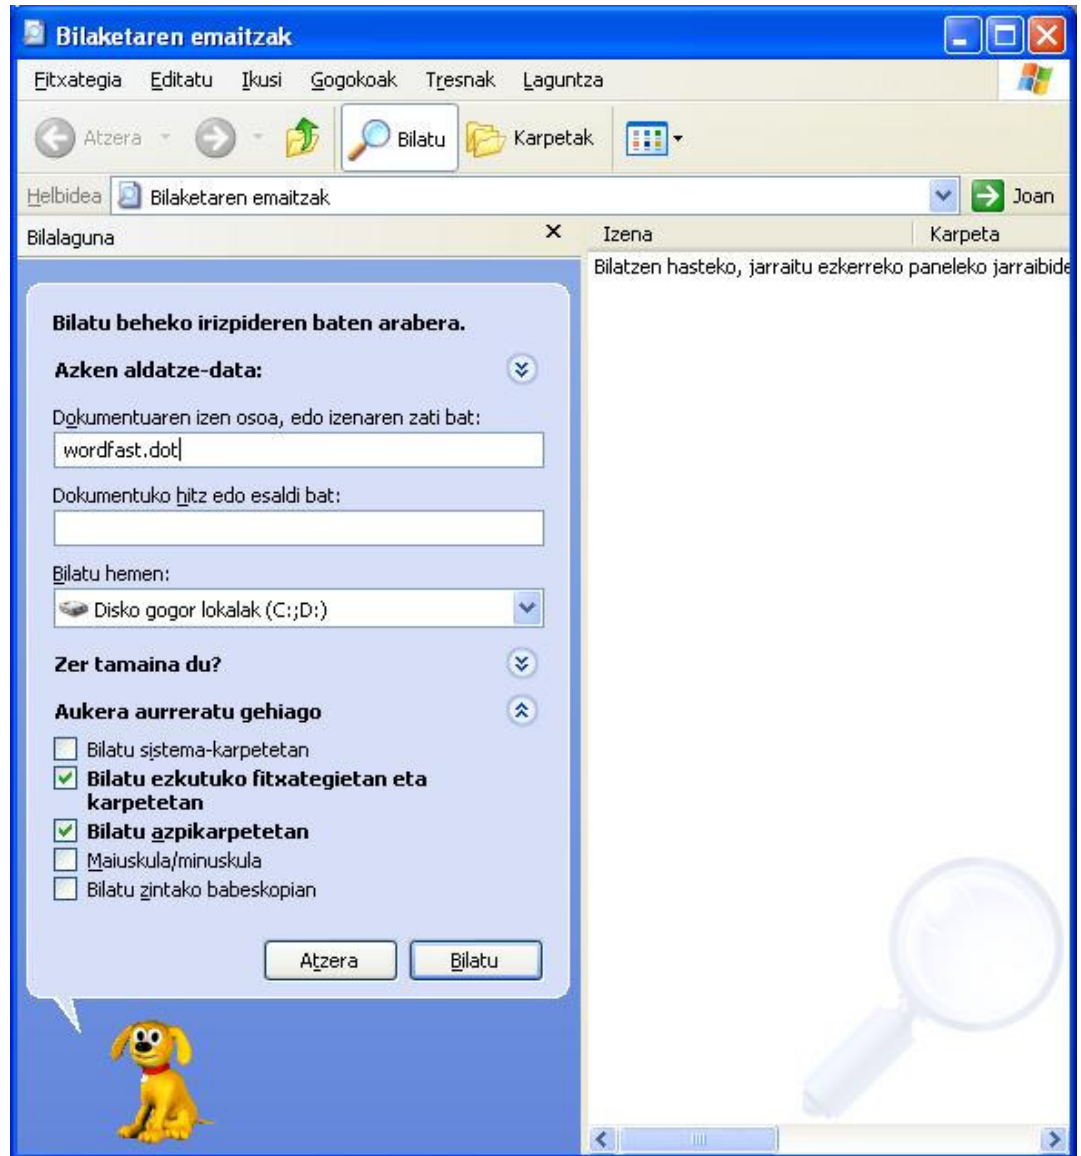 Bilaketaren emaitzak
Fitxategia Editatu Ikusi Gogokoak Tresnak Laguntza
Atzera Bilatu Karpetak
Helbidea Bilaketaren emaitzak Joan
Bilalaguna
Izena Karpeta
Bilatzen hasteko, jarraitu ezkerreko paneleko jarraibide
Bilatu beheko irizpideren baten arabera.
Azken aldatze-data:
Dokumentuaren izen osoa, edo izenaren zati bat:
wordfast.dot
Dokumentuko hitz edo esaldi bat:
Bilatu hemen:
Disko gogor lokalak (C:;D:)
Zer tamaina du?
Aukera aurreratu gehiago
Bilatu sistema-karpetetan
Bilatu ezkutuko fitxategietan eta
karpetetan
Bilatu azpikarpetetan
Maiuskula/minuskula
Bilatu zintako babeskopian
Atzera Bilatu